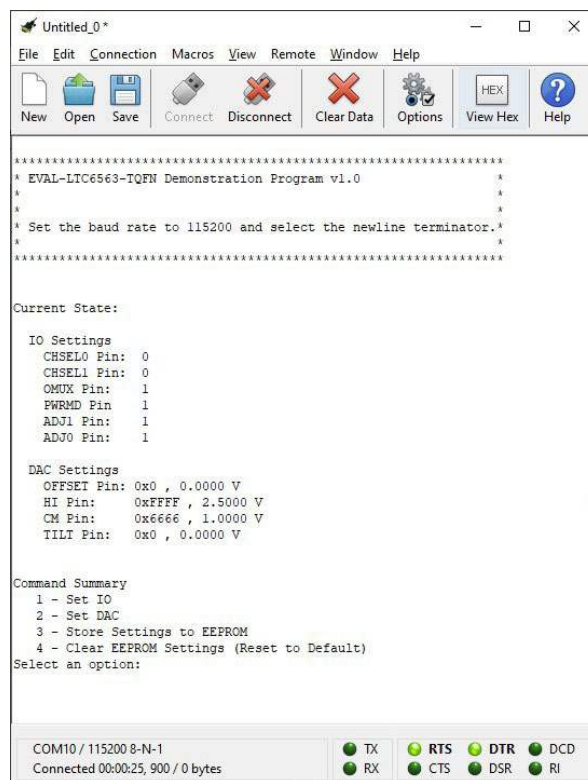 Untitled_0 *
File Edit Connection Macros View Remote Window Help
New Open Save Connect Disconnect Clear Data Options HEX View Hex ? Help
*****************************************************************
* EVAL-LTC6563-TQFN Demonstration Program v1.0 *
* *
* *
* Set the baud rate to 115200 and select the newline terminator.*
* *
*****************************************************************
Current State:
IO Settings
CHSEL0 Pin: 0
CHSEL1 Pin: 0
OMUX Pin: 1
PWRMD Pin 1
ADJ1 Pin: 1
ADJ0 Pin: 1
DAC Settings
OFFSET Pin: 0x0 , 0.0000 V
HI Pin: 0xFFFF , 2.5000 V
CM Pin: 0x6666 , 1.0000 V
TILT Pin: 0x0 , 0.0000 V
Command Summary
1 - Set IO
2 - Set DAC
3 - Store Settings to EEPROM
4 - Clear EEPROM Settings (Reset to Default)
Select an option:
COM10 / 115200 8-N-1 TX RTS DTR DCD
Connected 00:00:25, 900 / 0 bytes RX CTS DSR RI